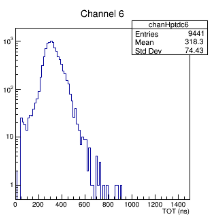 Channel 6
chanHptdc6
Entries 9441
Mean 318.3
Std Dev 74.43
10³
10²
10
1
0 200 400 600 800 1000 1200 1400
TOT (ns)